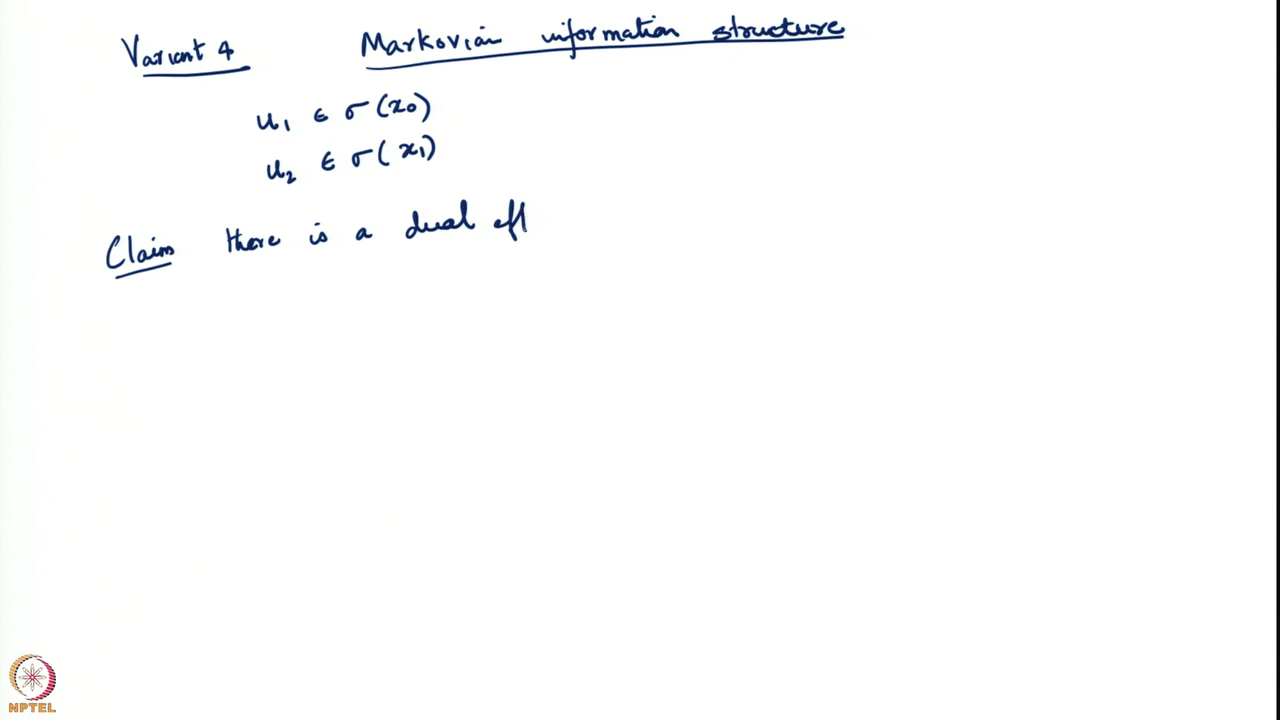 Variant 4 Markovian information structure
u₁ ∈ σ(x₀)
u₂ ∈ σ(x₁)
Claim there is a dual eff
NPTEL